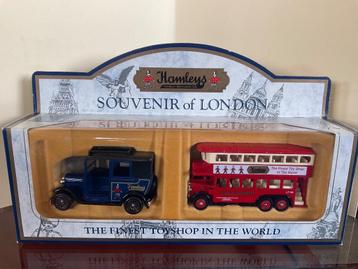 Hamleys
SOUVENIR of LONDON
The Finest Toy Shop
In The World
THE FINEST TOYSHOP IN THE WORLD